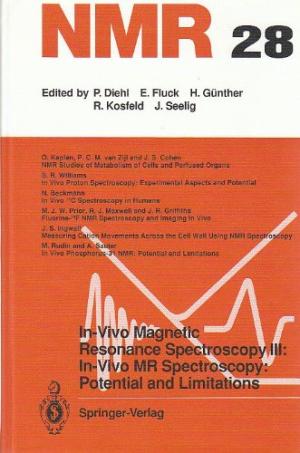 NMR 28
Edited by P. Diehl E. Fluck H. Günther
R. Kosfeld J. Seelig
O. Kaplan, P. C. M. van Zijl and J. S. Cohen
NMR Studies of Metabolism of Cells and Perfused Organs
S. R. Williams
In Vivo Proton Spectroscopy: Experimental Aspects and Potential
N. Beckmann
In Vivo ¹³C Spectroscopy in Humans
M. J. W. Prior, R. J. Maxwell and J. R. Griffiths
Fluorine-¹⁹F NMR Spectroscopy and Imaging in Vivo
J. S. Ingwall
Measuring Cation Movements Across the Cell Wall Using NMR Spectroscopy
M. Rudin and A. Sauter
In Vivo Phosphorus-31 NMR: Potential and Limitations
In-Vivo Magnetic
Resonance Spectroscopy III:
In-Vivo MR Spectroscopy:
Potential and Limitations
Springer-Verlag